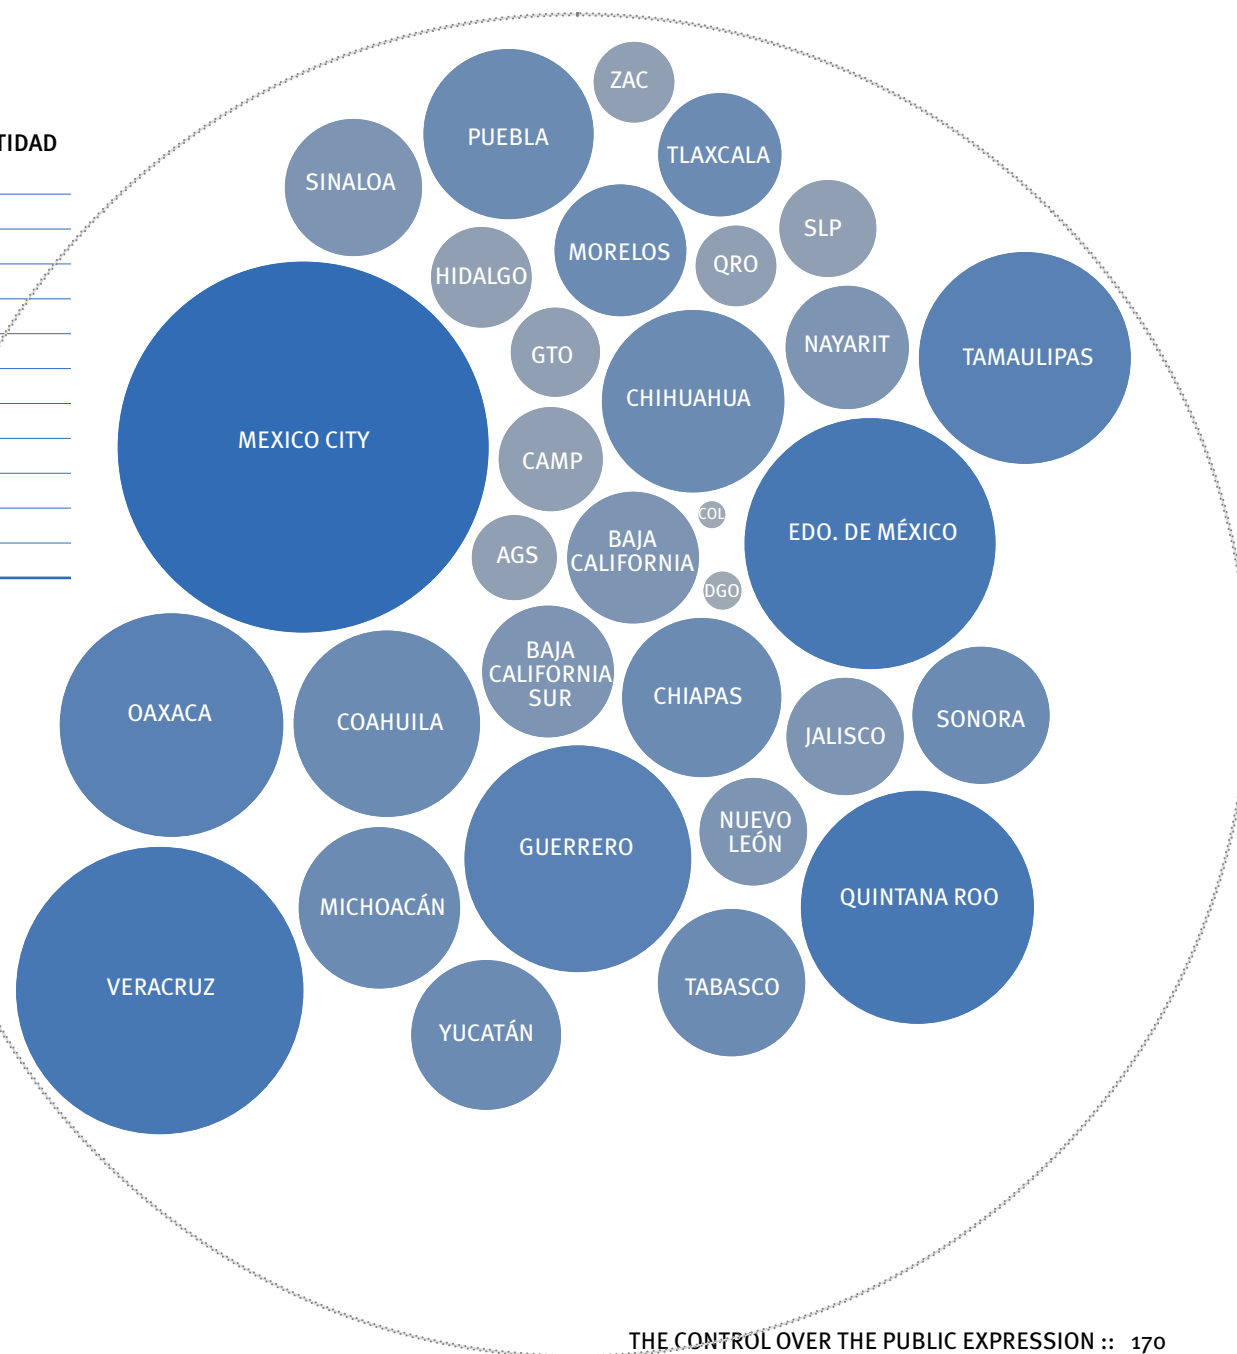 ZAC
PUEBLA
TIDAD
TLAXCALA
SINALOA
SLP
MORELOS
QRO
HIDALGO
NAYARIT
GTO
TAMAULIPAS
CHIHUAHUA
MEXICO CITY
CAMP
COL
EDO. DE MÉXICO
BAJA
CALIFORNIA
AGS
DGO
BAJA
CALIFORNIA
SUR
CHIAPAS
OAXACA
COAHUILA
SONORA
JALISCO
NUEVO
LEÓN
GUERRERO
QUINTANA ROO
MICHOACÁN
VERACRUZ
TABASCO
YUCATÁN
THE CONTROL OVER THE PUBLIC EXPRESSION :: 170